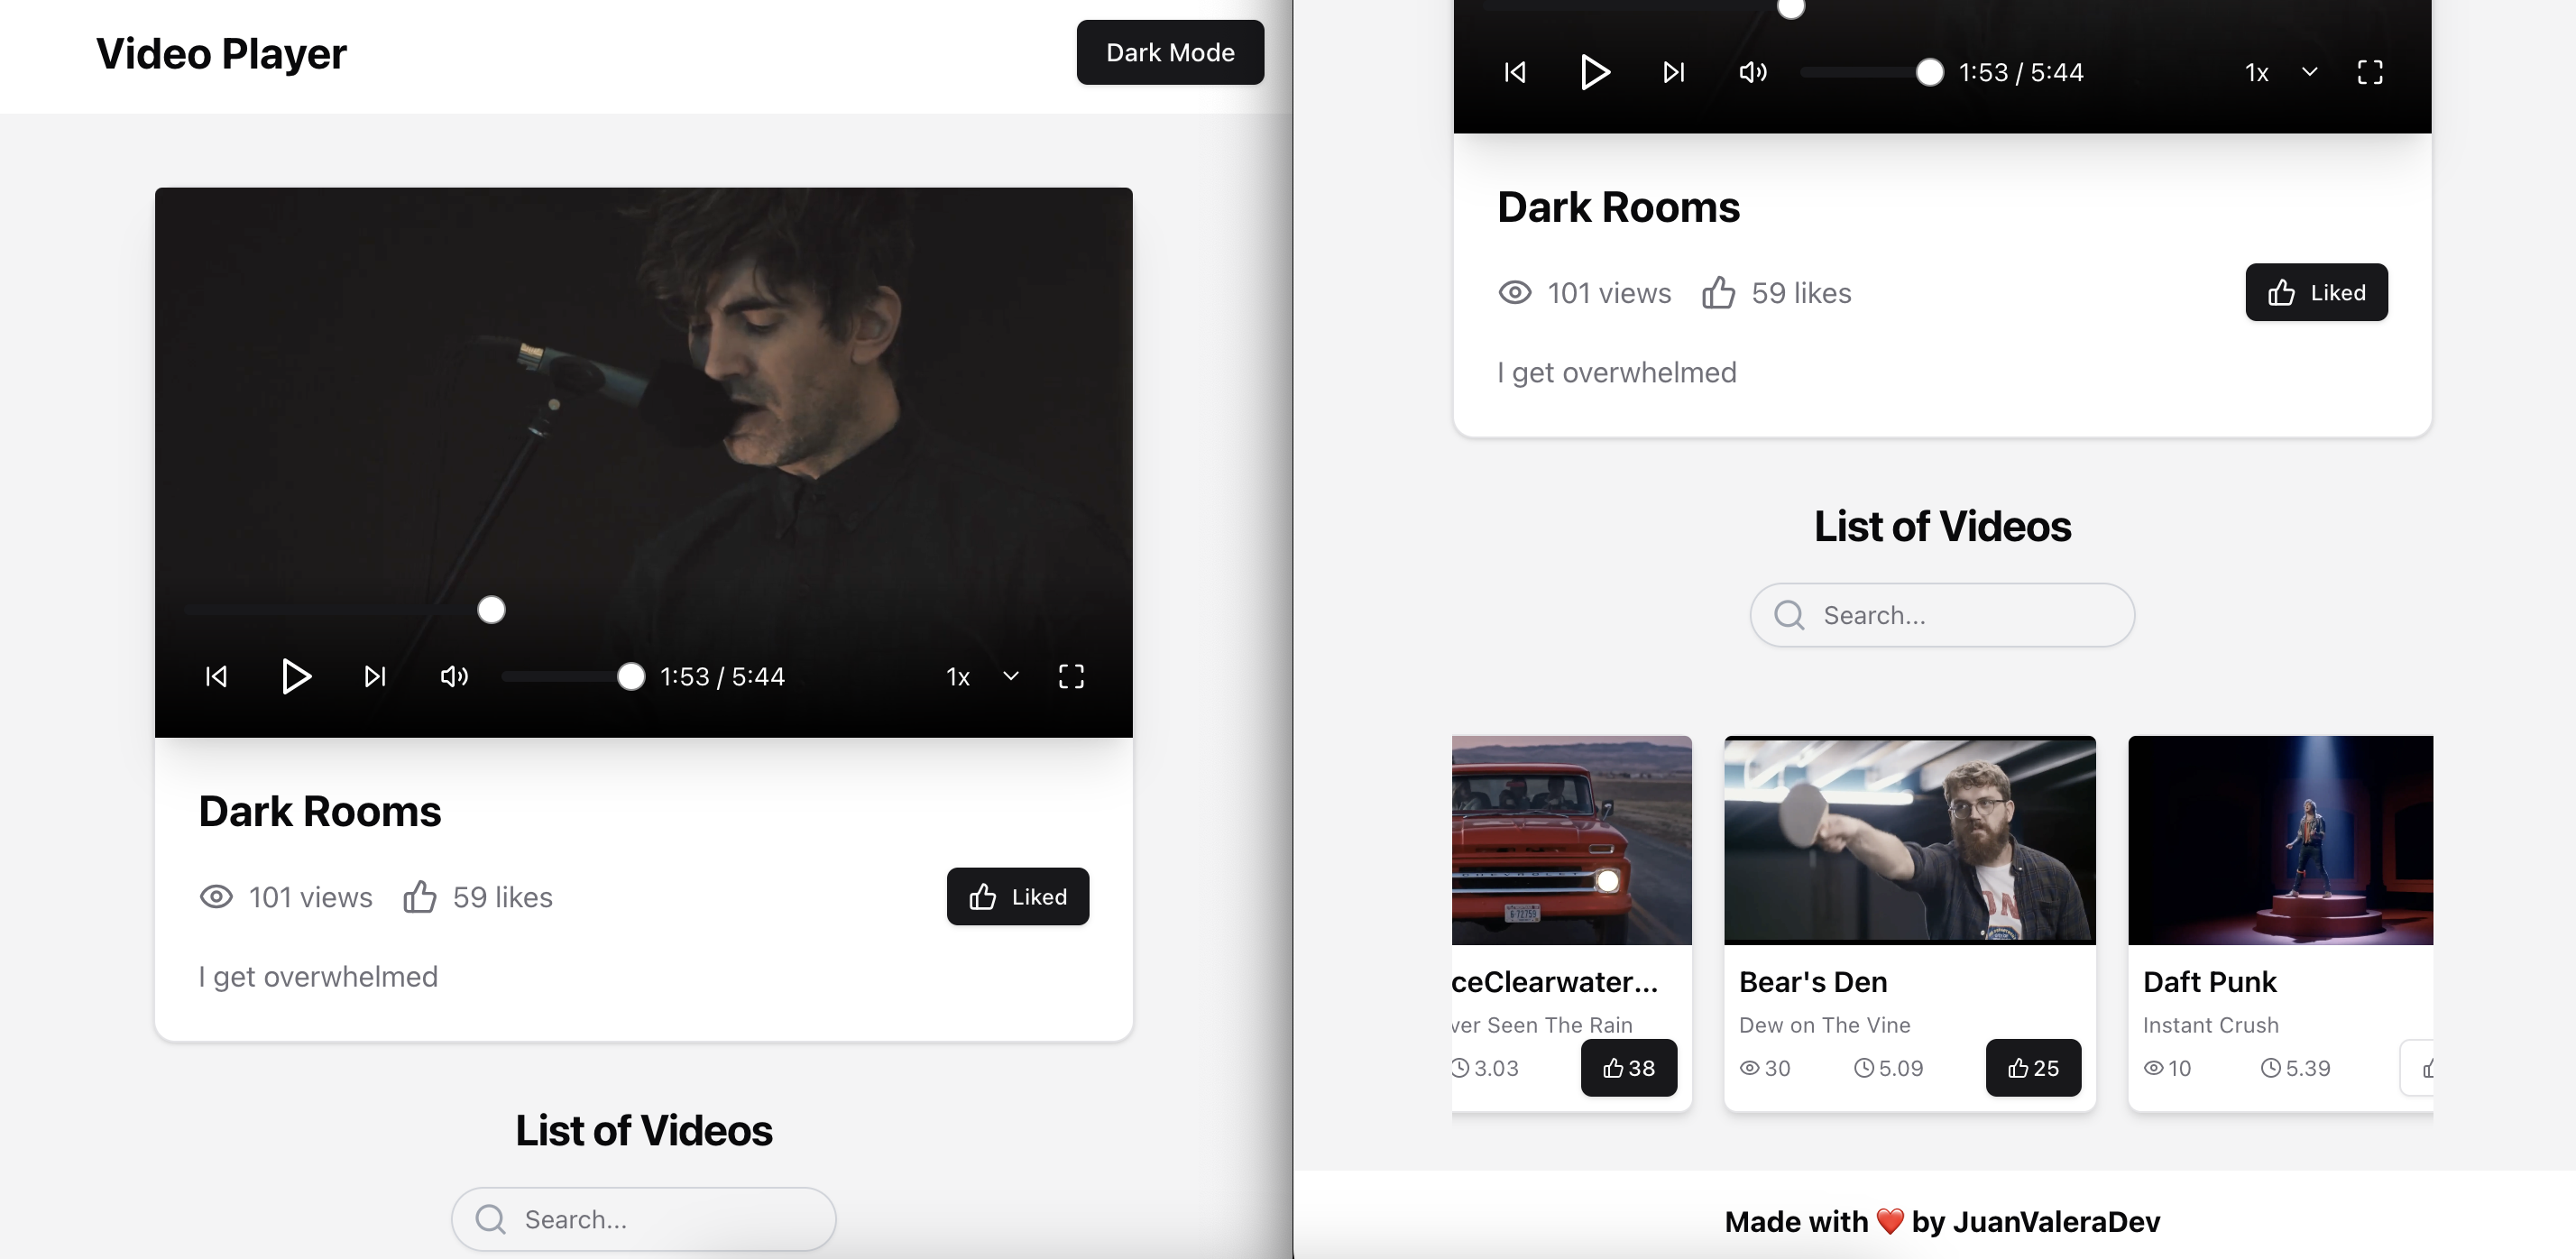 Video Player
Dark Mode
1:53 / 5:44
1x
Dark Rooms
101 views
59 likes
Liked
I get overwhelmed
List of Videos
Search...
1:53 / 5:44
1x
Dark Rooms
101 views
59 likes
Liked
I get overwhelmed
List of Videos
Search...
CHEVROLET
6·72759
ceClearwater...
ver Seen The Rain
3.03
38
Bear's Den
Dew on The Vine
30
5.09
25
Daft Punk
Instant Crush
10
5.39
Made with ❤️ by JuanValeraDev